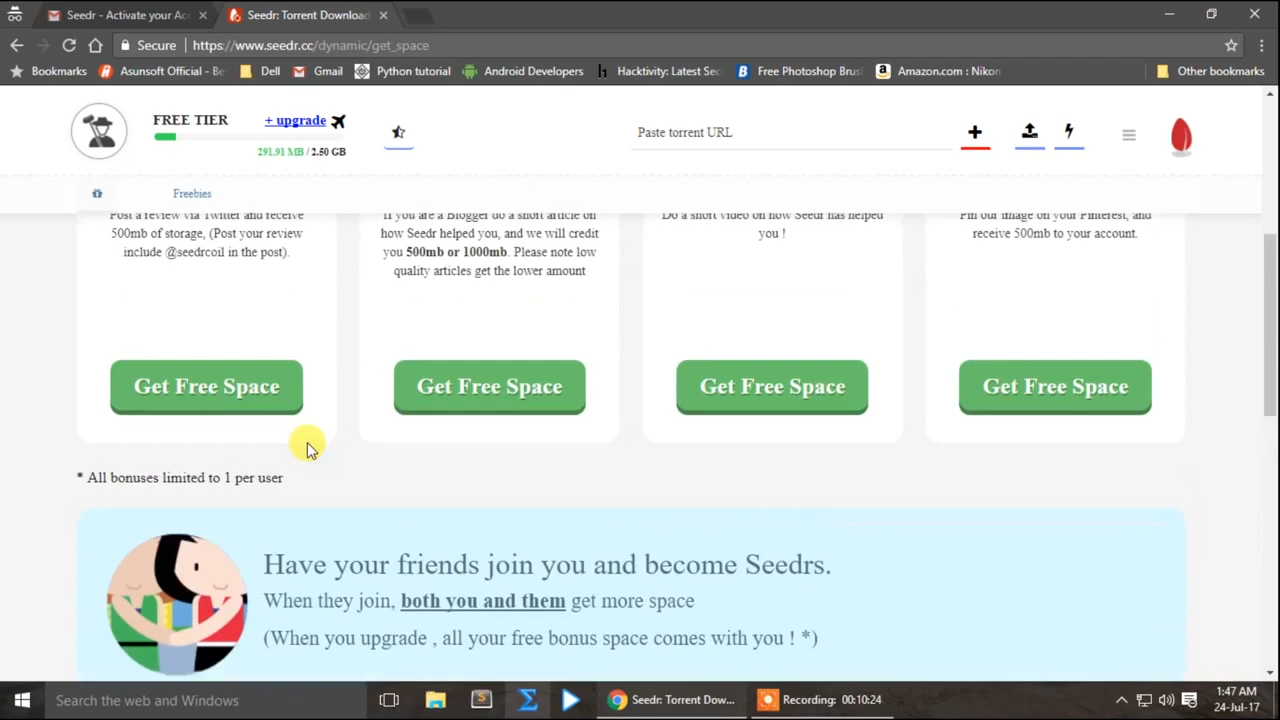 Seedr - Activate your Acc
Seedr: Torrent Download
Secure
https://www.seedr.cc/dynamic/get_space
Bookmarks
Asunsoft Official - Be
Dell
Gmail
Python tutorial
Android Developers
Hacktivity: Latest Sec
Free Photoshop Brus
Amazon.com : Nikon
Other bookmarks
FREE TIER
+ upgrade
291.91 MB / 2.50 GB
Paste torrent URL
Freebies
Post a review via Twitter and receive
500mb of storage, (Post your review
include @seedrcoil in the post).
If you are a Blogger do a short article on
how Seedr helped you, and we will credit
you 500mb or 1000mb. Please note low
quality articles get the lower amount
Do a short video on how Seedr has helped
you !
Pin our image on your Pinterest, and
receive 500mb to your account.
Get Free Space
Get Free Space
Get Free Space
Get Free Space
* All bonuses limited to 1 per user
Have your friends join you and become Seedrs.
When they join, both you and them get more space
(When you upgrade , all your free bonus space comes with you ! *)
Search the web and Windows
Seedr: Torrent Dow...
Recording: 00:10:24
1:47 AM
24-Jul-17